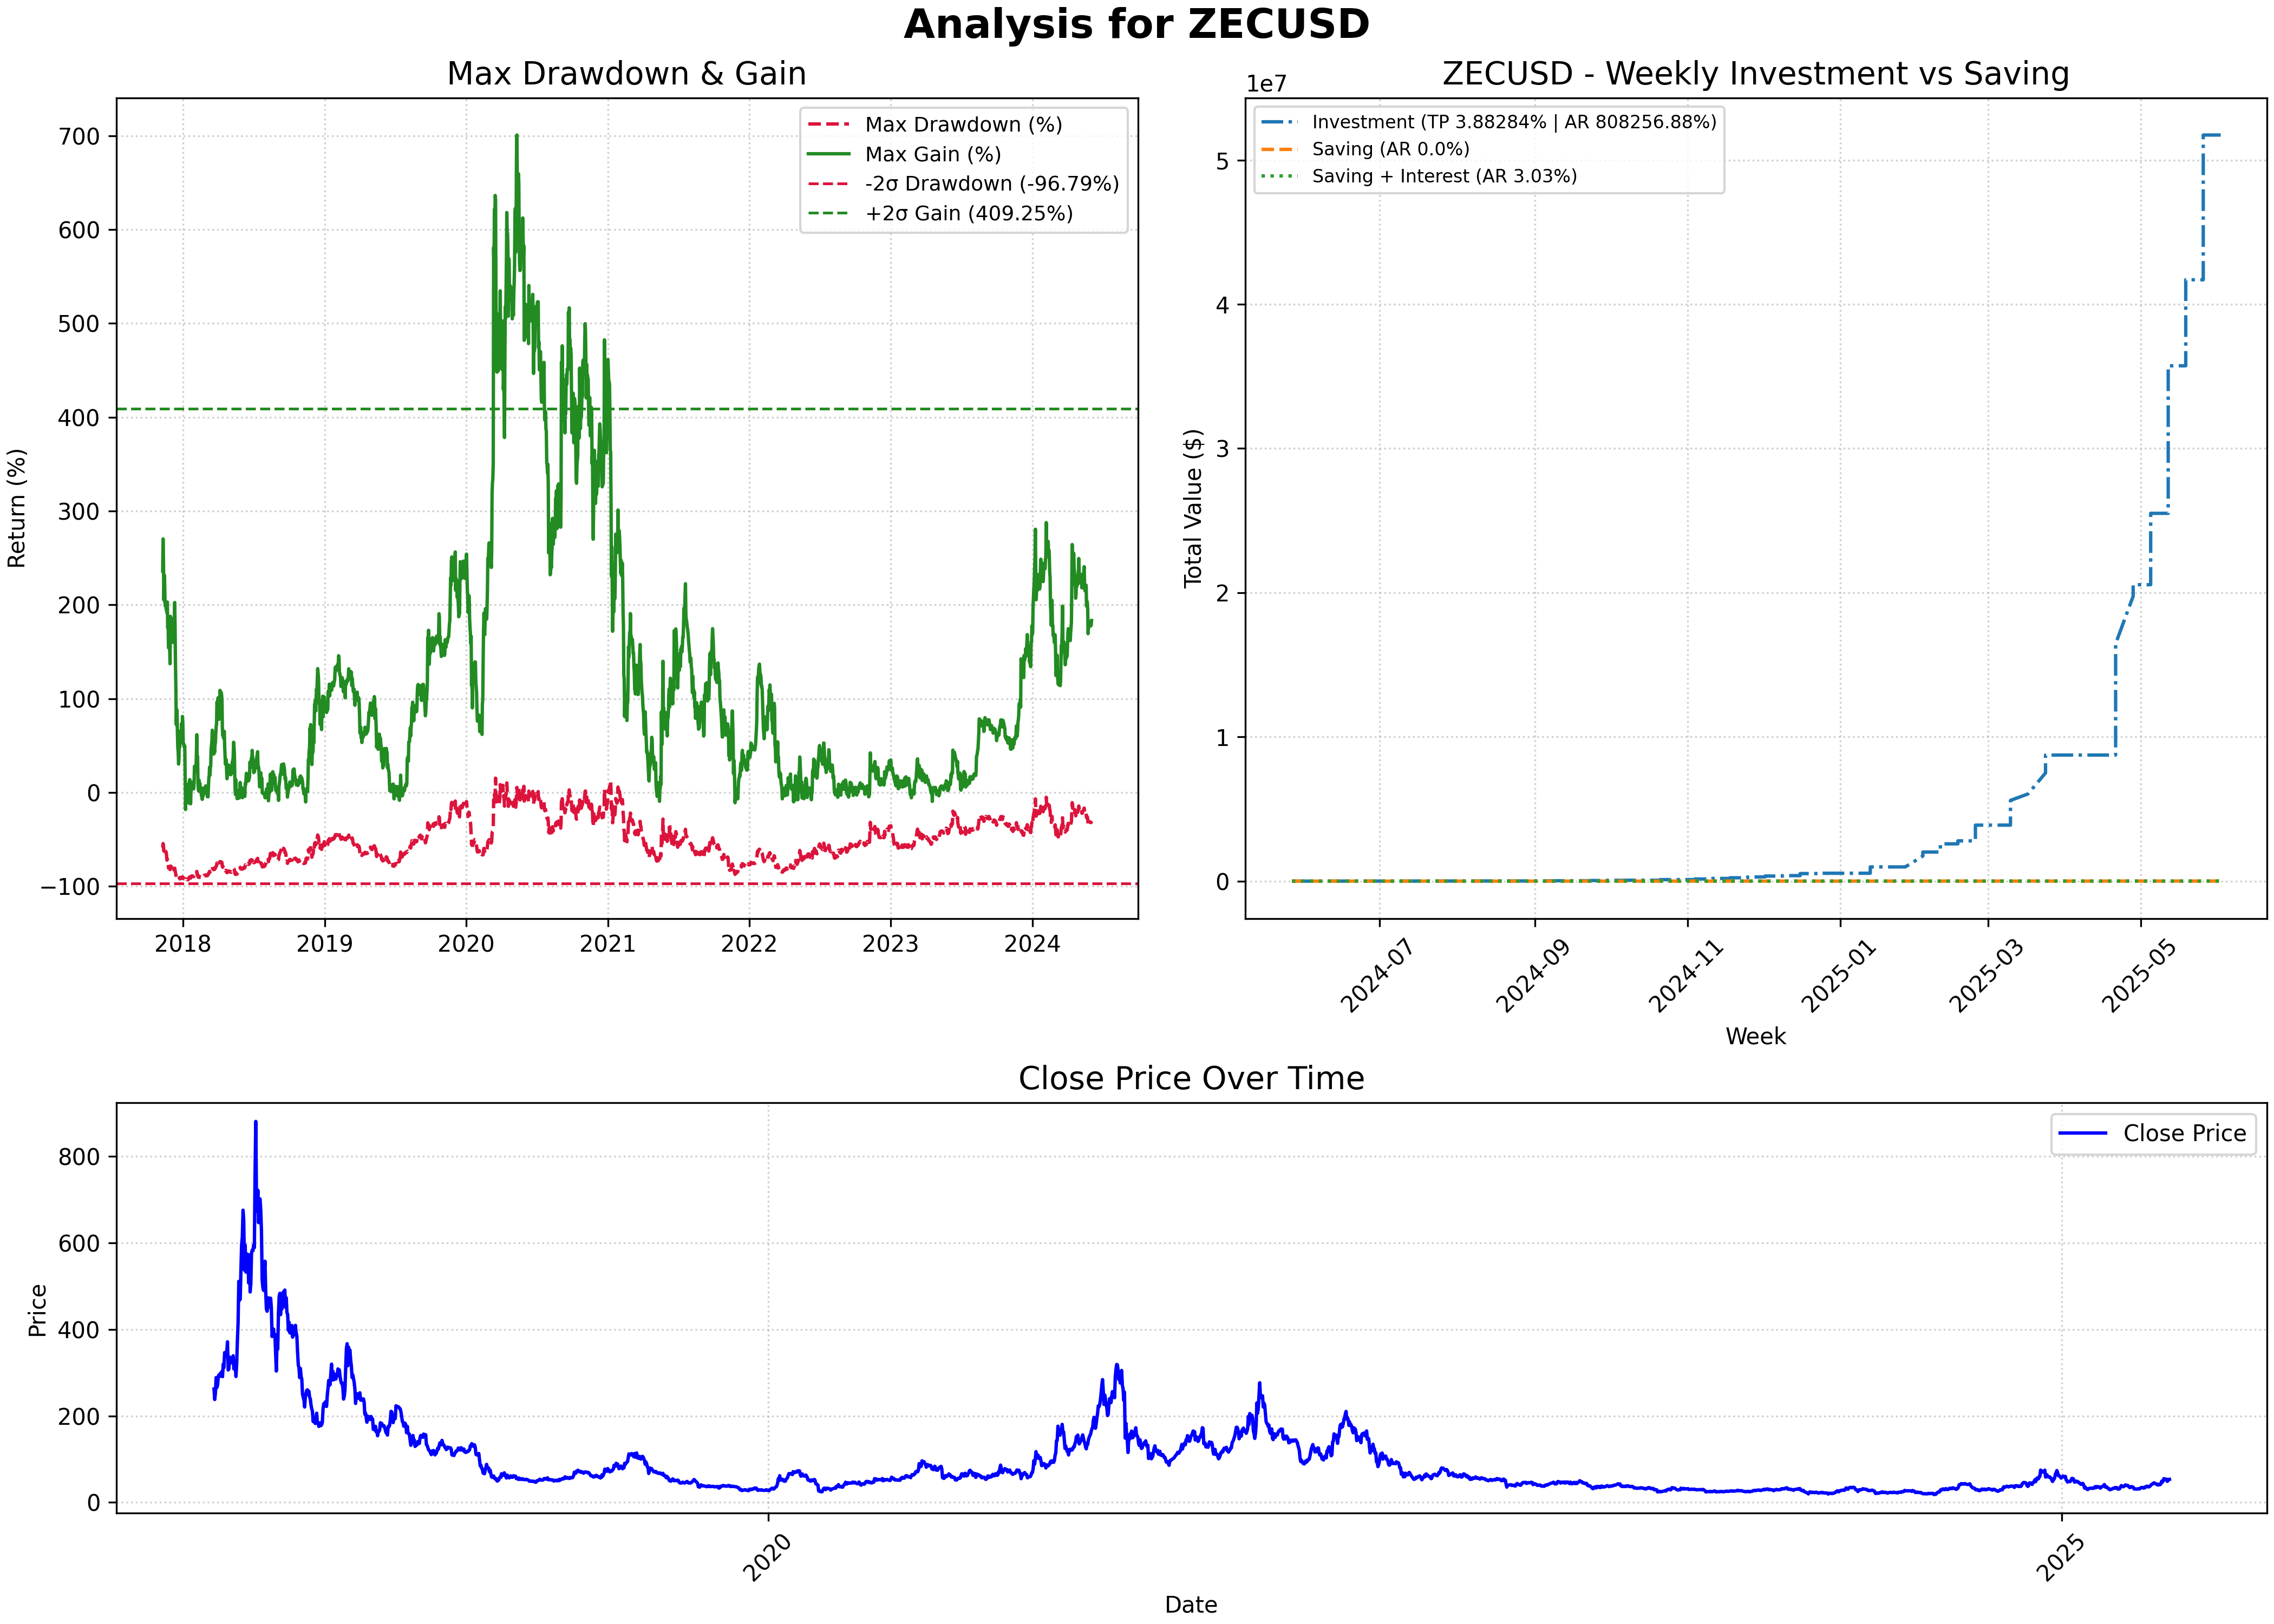 Analysis for ZECUSD
Max Drawdown & Gain
Return (%)
700
600
500
400
300
200
100
0
−100
2018 2019 2020 2021 2022 2023 2024
Max Drawdown (%)
Max Gain (%)
-2σ Drawdown (-96.79%)
+2σ Gain (409.25%)
ZECUSD - Weekly Investment vs Saving
1e7
Total Value ($)
5
4
3
2
1
0
Investment (TP 3.88284% | AR 808256.88%)
Saving (AR 0.0%)
Saving + Interest (AR 3.03%)
2024-07 2024-09 2024-11 2025-01 2025-03 2025-05
Week
Close Price Over Time
Price
800
600
400
200
0
Close Price
2020 2025
Date